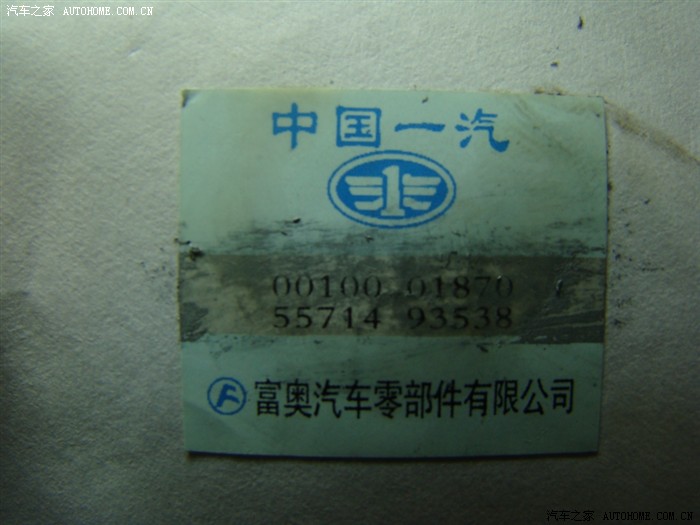 汽车之家 AUTOHOME.COM.CN
中国一汽
1
00100 01870
55714 93538
F 富奥汽车零部件有限公司
汽车之家 AUTOHOME.COM.CN